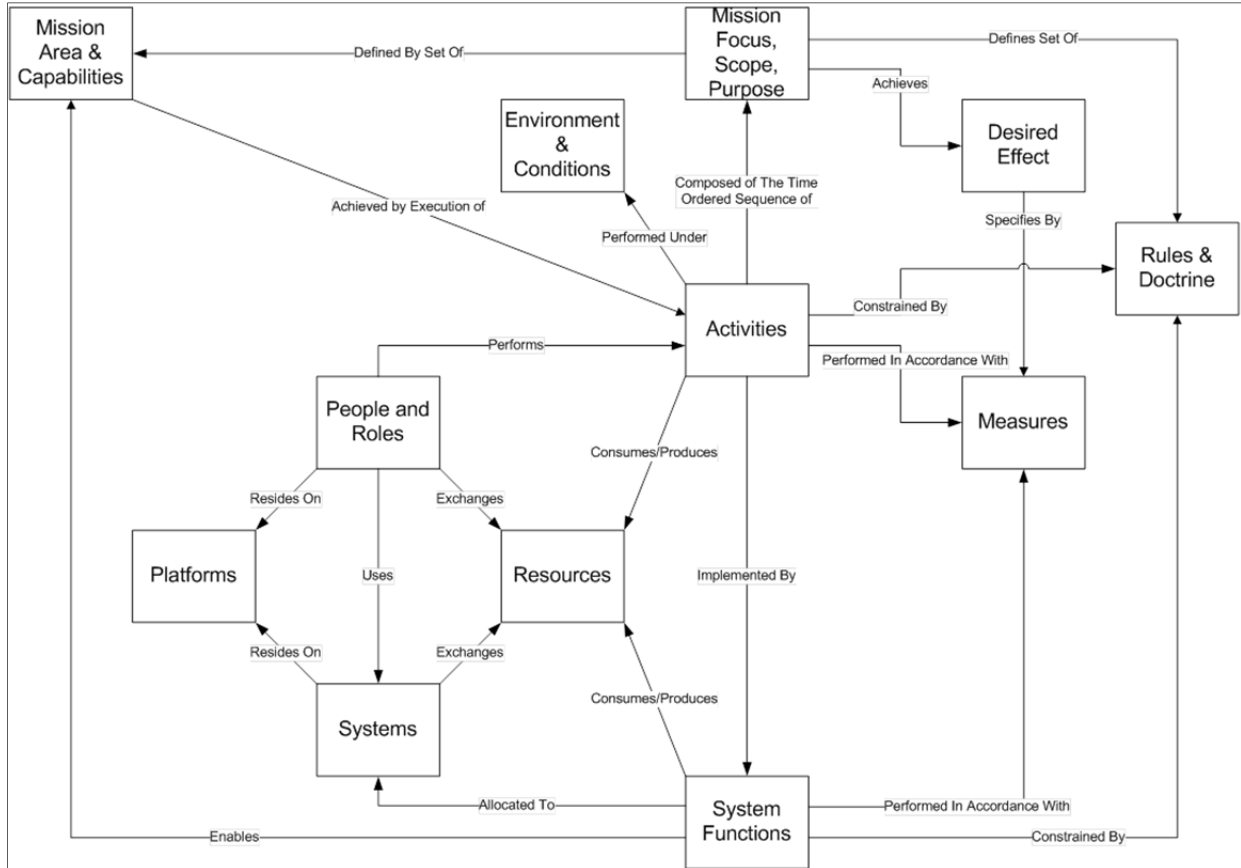 Mission
Area &
Capabilities
Defined By Set Of
Mission
Focus,
Scope,
Purpose
Defines Set Of
Achieves
Environment
&
Conditions
Desired
Effect
Achieved by Execution of
Composed of The Time
Ordered Sequence of
Performed Under
Specifies By
Rules &
Doctrine
Activities
Constrained By
Performs
Performed In Accordance With
People and
Roles
Measures
Consumes/Produces
Resides On
Exchanges
Platforms
Uses
Resources
Implemented By
Resides On
Exchanges
Systems
Consumes/Produces
Allocated To
System
Functions
Performed In Accordance With
Enables
Constrained By